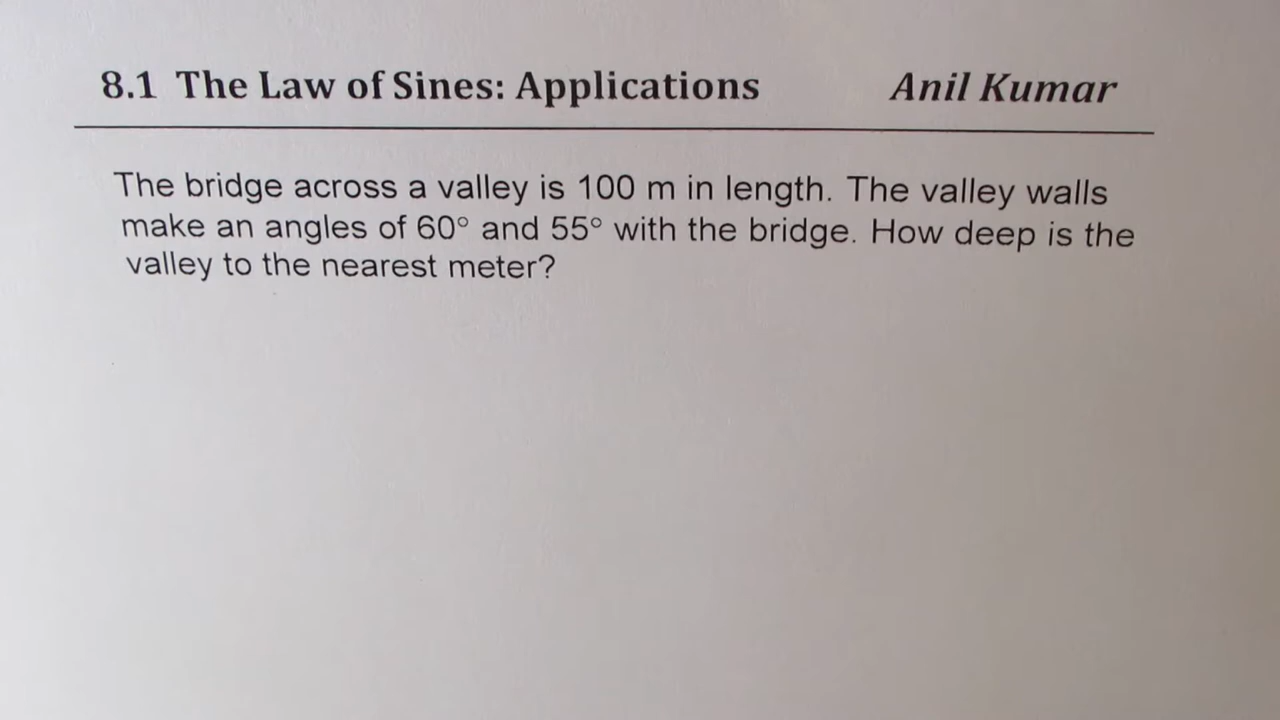 8.1 The Law of Sines: Applications Anil Kumar
The bridge across a valley is 100 m in length. The valley walls
make an angles of 60° and 55° with the bridge. How deep is the
valley to the nearest meter?